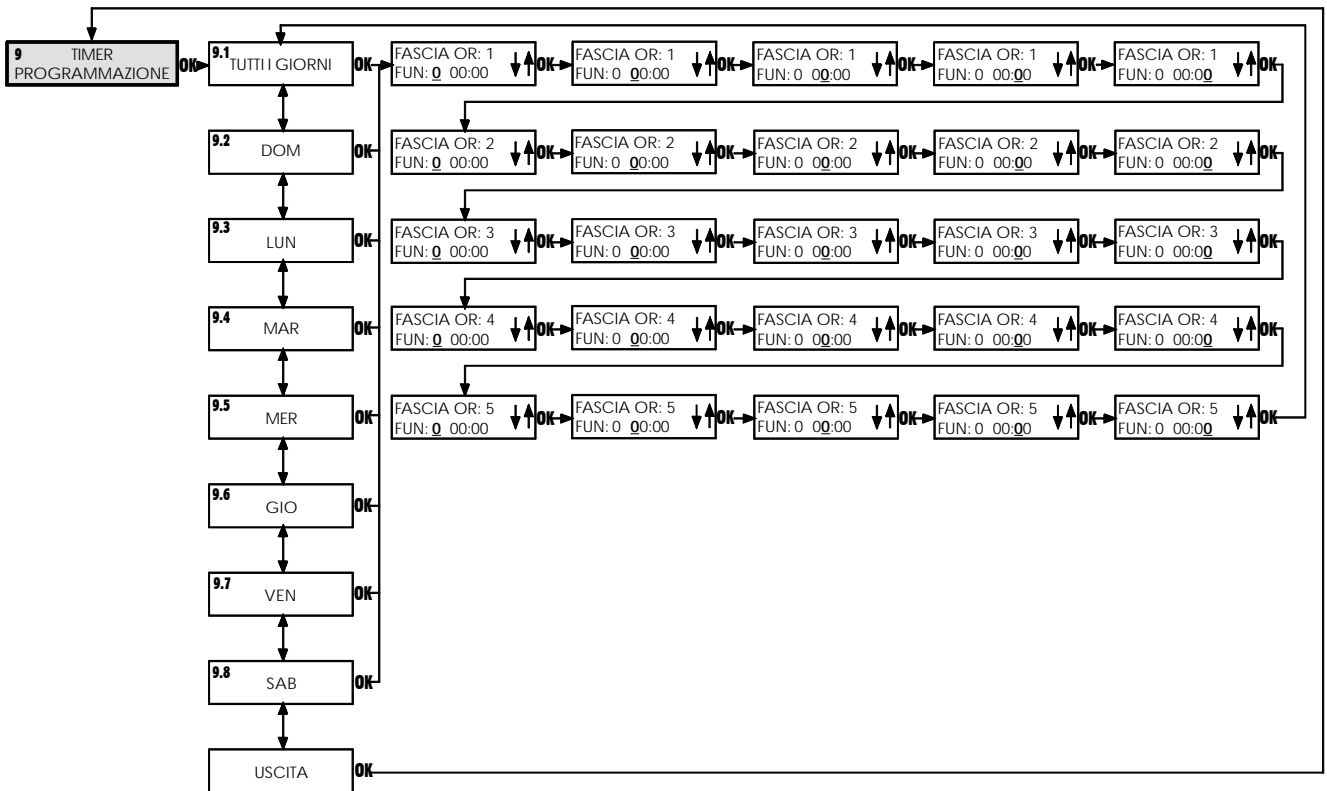 9 TIMER
PROGRAMMAZIONE
OK
9.1
TUTTI I GIORNI
OK
FASCIA OR: 1
FUN: 0 00:00
OK
FASCIA OR: 1
FUN: 0 00:00
OK
FASCIA OR: 1
FUN: 0 00:00
OK
FASCIA OR: 1
FUN: 0 00:00
OK
FASCIA OR: 1
FUN: 0 00:00
OK
9.2
DOM
OK
FASCIA OR: 2
FUN: 0 00:00
OK
FASCIA OR: 2
FUN: 0 00:00
OK
FASCIA OR: 2
FUN: 0 00:00
OK
FASCIA OR: 2
FUN: 0 00:00
OK
FASCIA OR: 2
FUN: 0 00:00
OK
9.3
LUN
OK
FASCIA OR: 3
FUN: 0 00:00
OK
FASCIA OR: 3
FUN: 0 00:00
OK
FASCIA OR: 3
FUN: 0 00:00
OK
FASCIA OR: 3
FUN: 0 00:00
OK
FASCIA OR: 3
FUN: 0 00:00
OK
9.4
MAR
OK
FASCIA OR: 4
FUN: 0 00:00
OK
FASCIA OR: 4
FUN: 0 00:00
OK
FASCIA OR: 4
FUN: 0 00:00
OK
FASCIA OR: 4
FUN: 0 00:00
OK
FASCIA OR: 4
FUN: 0 00:00
OK
9.5
MER
OK
FASCIA OR: 5
FUN: 0 00:00
OK
FASCIA OR: 5
FUN: 0 00:00
OK
FASCIA OR: 5
FUN: 0 00:00
OK
FASCIA OR: 5
FUN: 0 00:00
OK
FASCIA OR: 5
FUN: 0 00:00
OK
9.6
GIO
OK
9.7
VEN
OK
9.8
SAB
OK
USCITA
OK